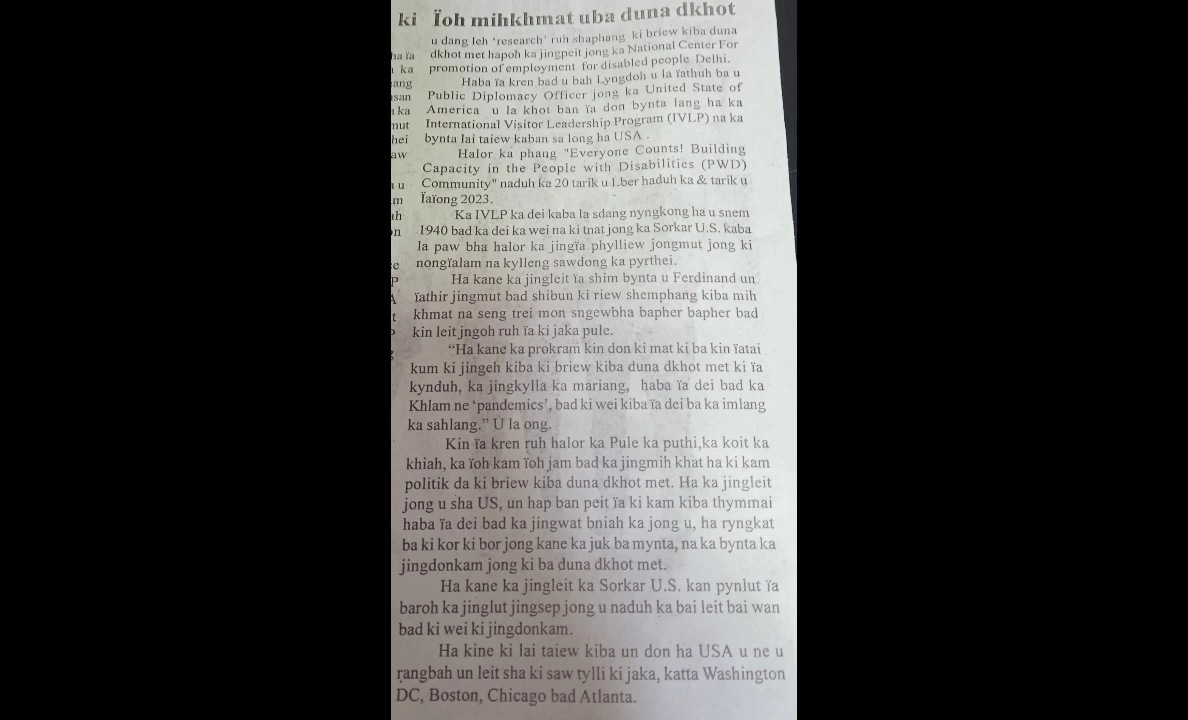 ki Ïoh mihkhmat uba duna dkhot
u dang leh ‘research’ ruh shaphang ki briew kiba duna
ha ïa dkhot met hapoh ka jingpeit jong ka National Center For
ka promotion of employment for disabled people Delhi.
ang Haba ïa kren bad u bah Lyngdoh u la ïathuh ba u
san Public Diplomacy Officer jong ka United State of
ka America u la khot ban ïa don bynta lang ha ka
nut International Visitor Leadership Program (IVLP) na ka
hei bynta lai taiew kaban sa long ha USA .
aw Halor ka phang "Everyone Counts! Building
Capacity in the People with Disabilities (PWD)
u Community" naduh ka 20 tarik u Lber haduh ka & tarik u
m Ïaïong 2023.
h Ka IVLP ka dei kaba la sdang nyngkong ha u snem
n 1940 bad ka dei ka wei na ki tnat jong ka Sorkar U.S. kaba
la paw bha halor ka jingïa phylliew jongmut jong ki
e nongïalam na kylleng sawdong ka pyrthei.
P Ha kane ka jingleit ïa shim bynta u Ferdinand un
A ïathir jingmut bad shibun ki riew shemphang kiba mih
t khmat na seng trei mon sngewbha bapher bapher bad
kin leit jngoh ruh ïa ki jaka pule.
“Ha kane ka prokram kin don ki mat ki ba kin ïatai
kum ki jingeh kiba ki briew kiba duna dkhot met ki ïa
kynduh, ka jingkylla ka mariang, haba ïa dei bad ka
Khlam ne ‘pandemics’, bad ki wei kiba ïa dei ba ka imlang
ka sahlang.” U la ong.
Kin ïa kren ruh halor ka Pule ka puthi,ka koit ka
khiah, ka ïoh kam ïoh jam bad ka jingmih khat ha ki kam
politik da ki briew kiba duna dkhot met. Ha ka jingleit
jong u sha US, un hap ban peit ïa ki kam kiba thymmai
haba ïa dei bad ka jingwat bniah ka jong u, ha ryngkat
ba ki kor ki bor jong kane ka juk ba mynta, na ka bynta ka
jingdonkam jong ki ba duna dkhot met.
Ha kane ka jingleit ka Sorkar U.S. kan pynlut ïa
baroh ka jinglut jingsep jong u naduh ka bai leit bai wan
bad ki wei ki jingdonkam.
Ha kine ki lai taiew kiba un don ha USA u ne u
rangbah un leit sha ki saw tylli ki jaka, katta Washington
DC, Boston, Chicago bad Atlanta.